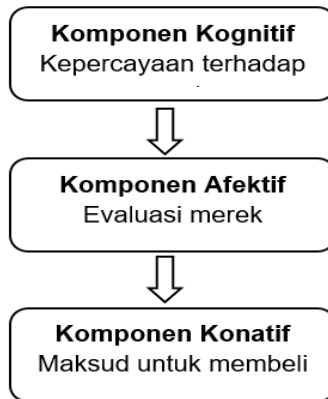 Komponen Kognitif
Kepercayaan terhadap
Komponen Afektif
Evaluasi merek
Komponen Konatif
Maksud untuk membeli